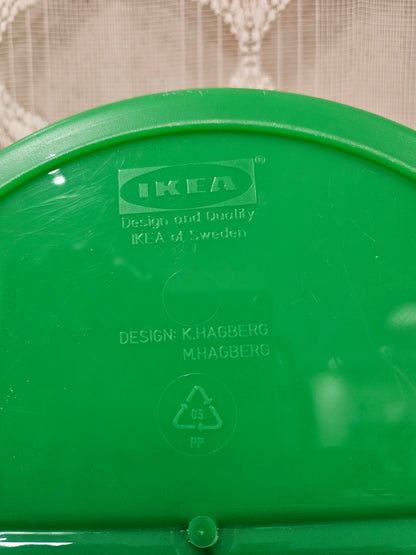 IKEA®
Design and Quality
IKEA of Sweden
DESIGN: K.HAGBERG
M.HAGBERG
05
PP